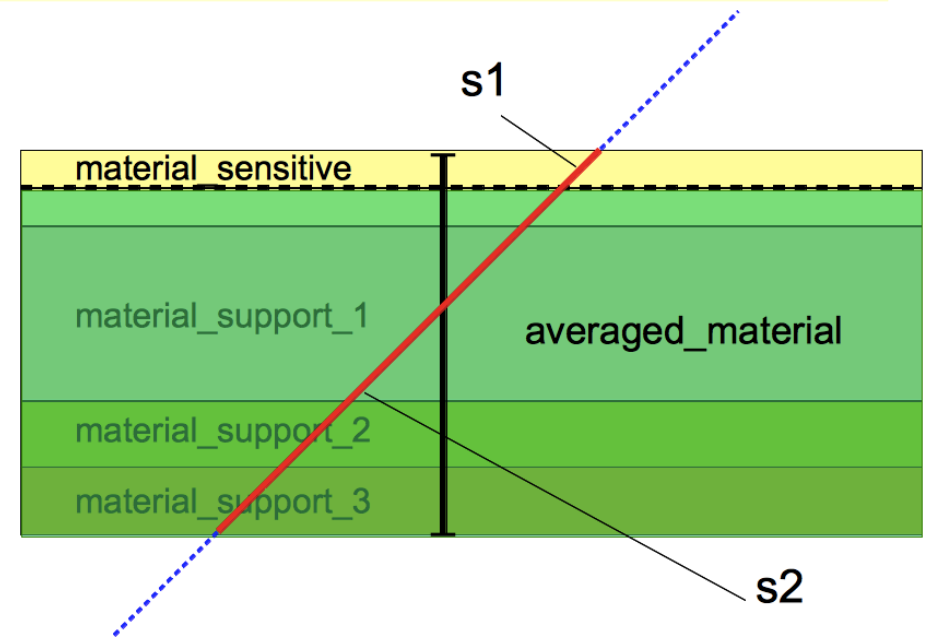 s1
material_sensitive
material_support_1
averaged_material
material_support_2
material_support_3
s2